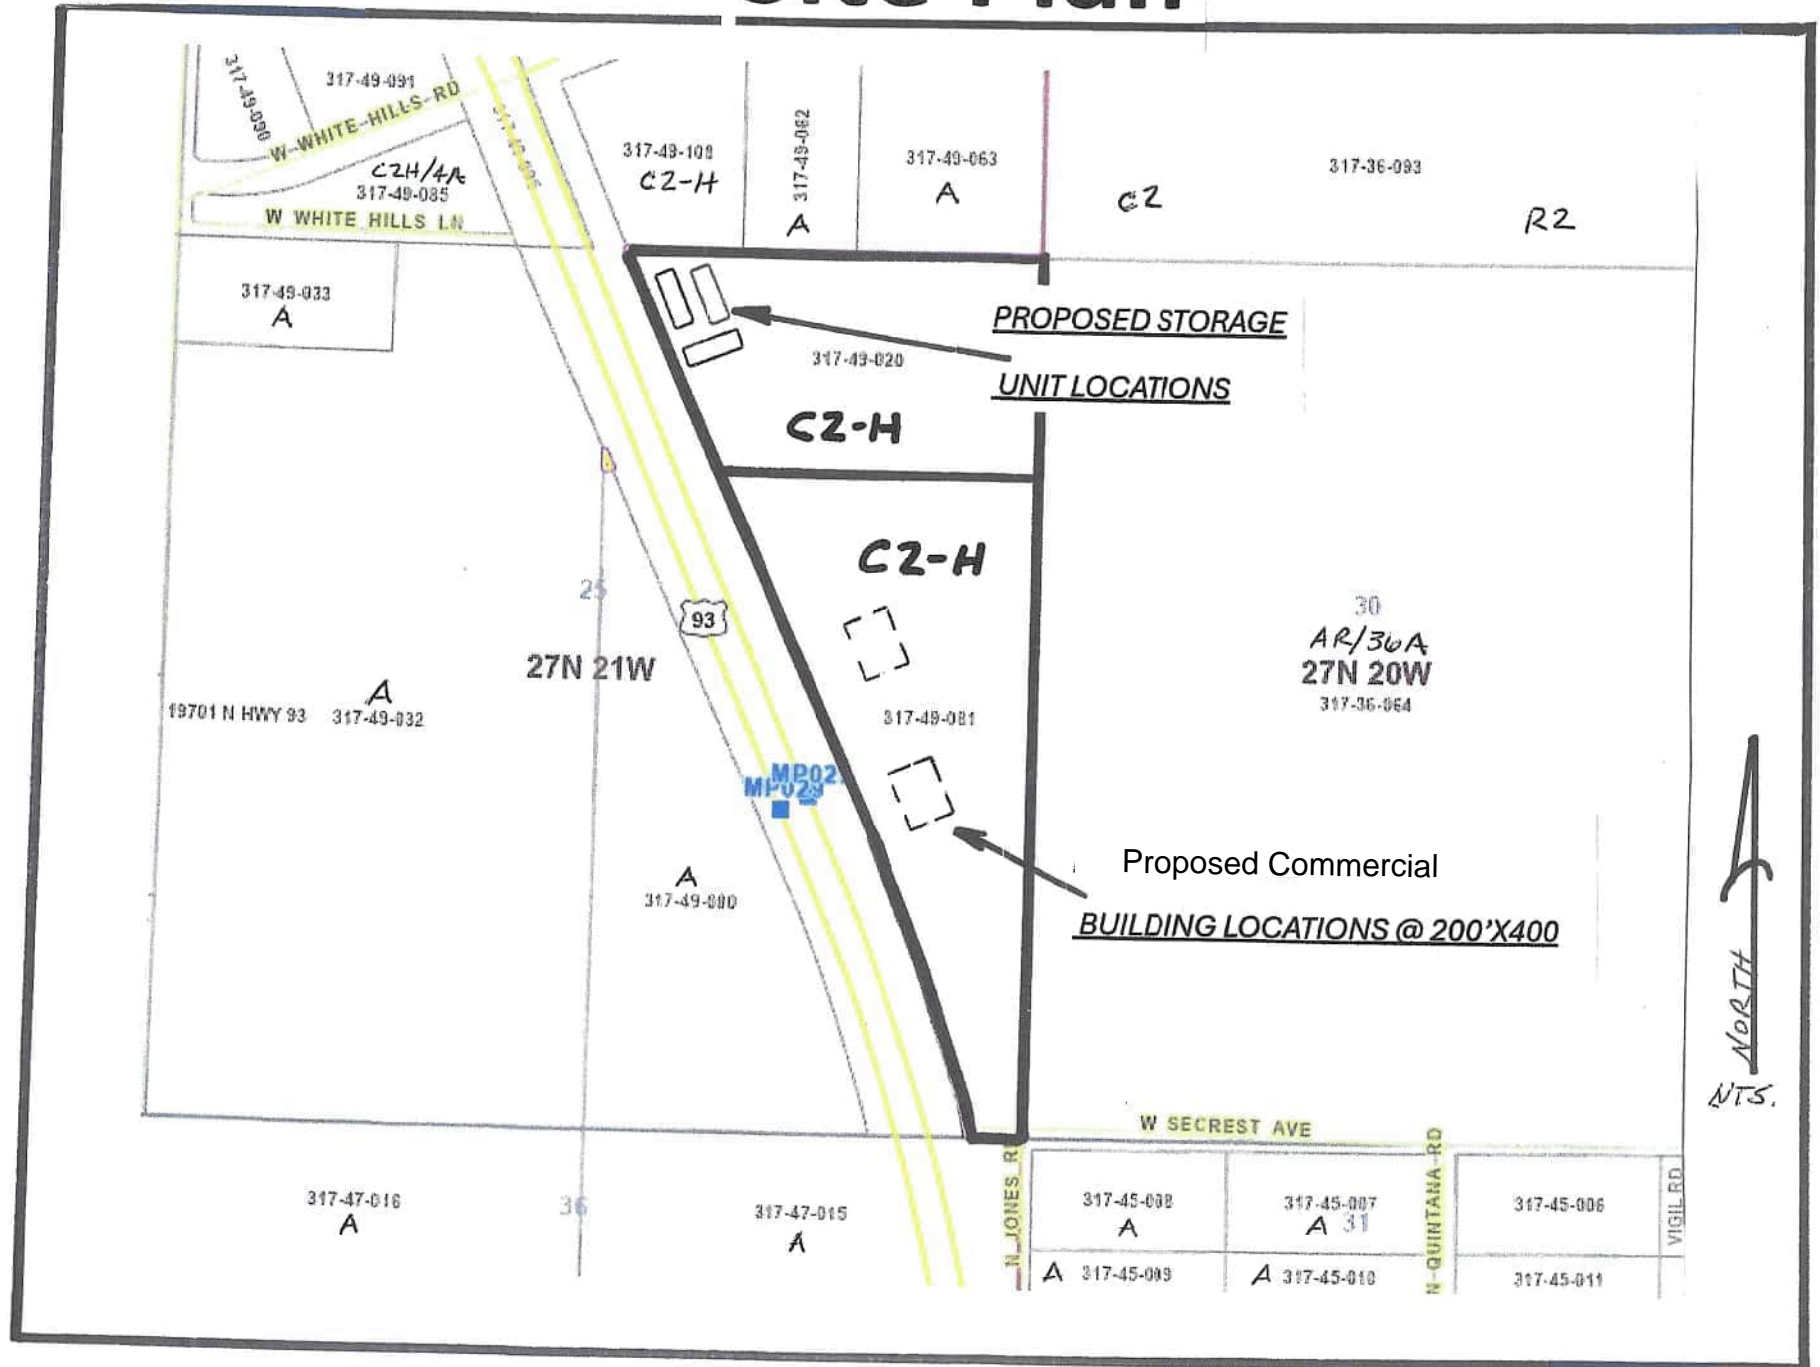 Site Plan
317-49-090
317-49-091
W WHITE HILLS RD
C2H/4A
317-49-085
W WHITE HILLS LN
317-49-108
C2-H
317-49-062
A
317-49-063
A
C2
317-36-093
R2
317-49-033
A
PROPOSED STORAGE
UNIT LOCATIONS
317-49-020
C2-H
C2-H
25
93
27N 21W
30
AR/36A
27N 20W
317-36-064
A
19701 N HWY 93
317-49-032
317-49-081
MP02
MP029
A
317-49-080
Proposed Commercial
BUILDING LOCATIONS @ 200'X400
NORTH
NTS.
W SECREST AVE
317-47-016
A
36
317-47-015
A
N JONES R
317-45-008
A
317-45-007
A 31
N QUINTANA RD
317-45-006
VIGIL RD
A 317-45-009
A 317-45-010
317-45-011